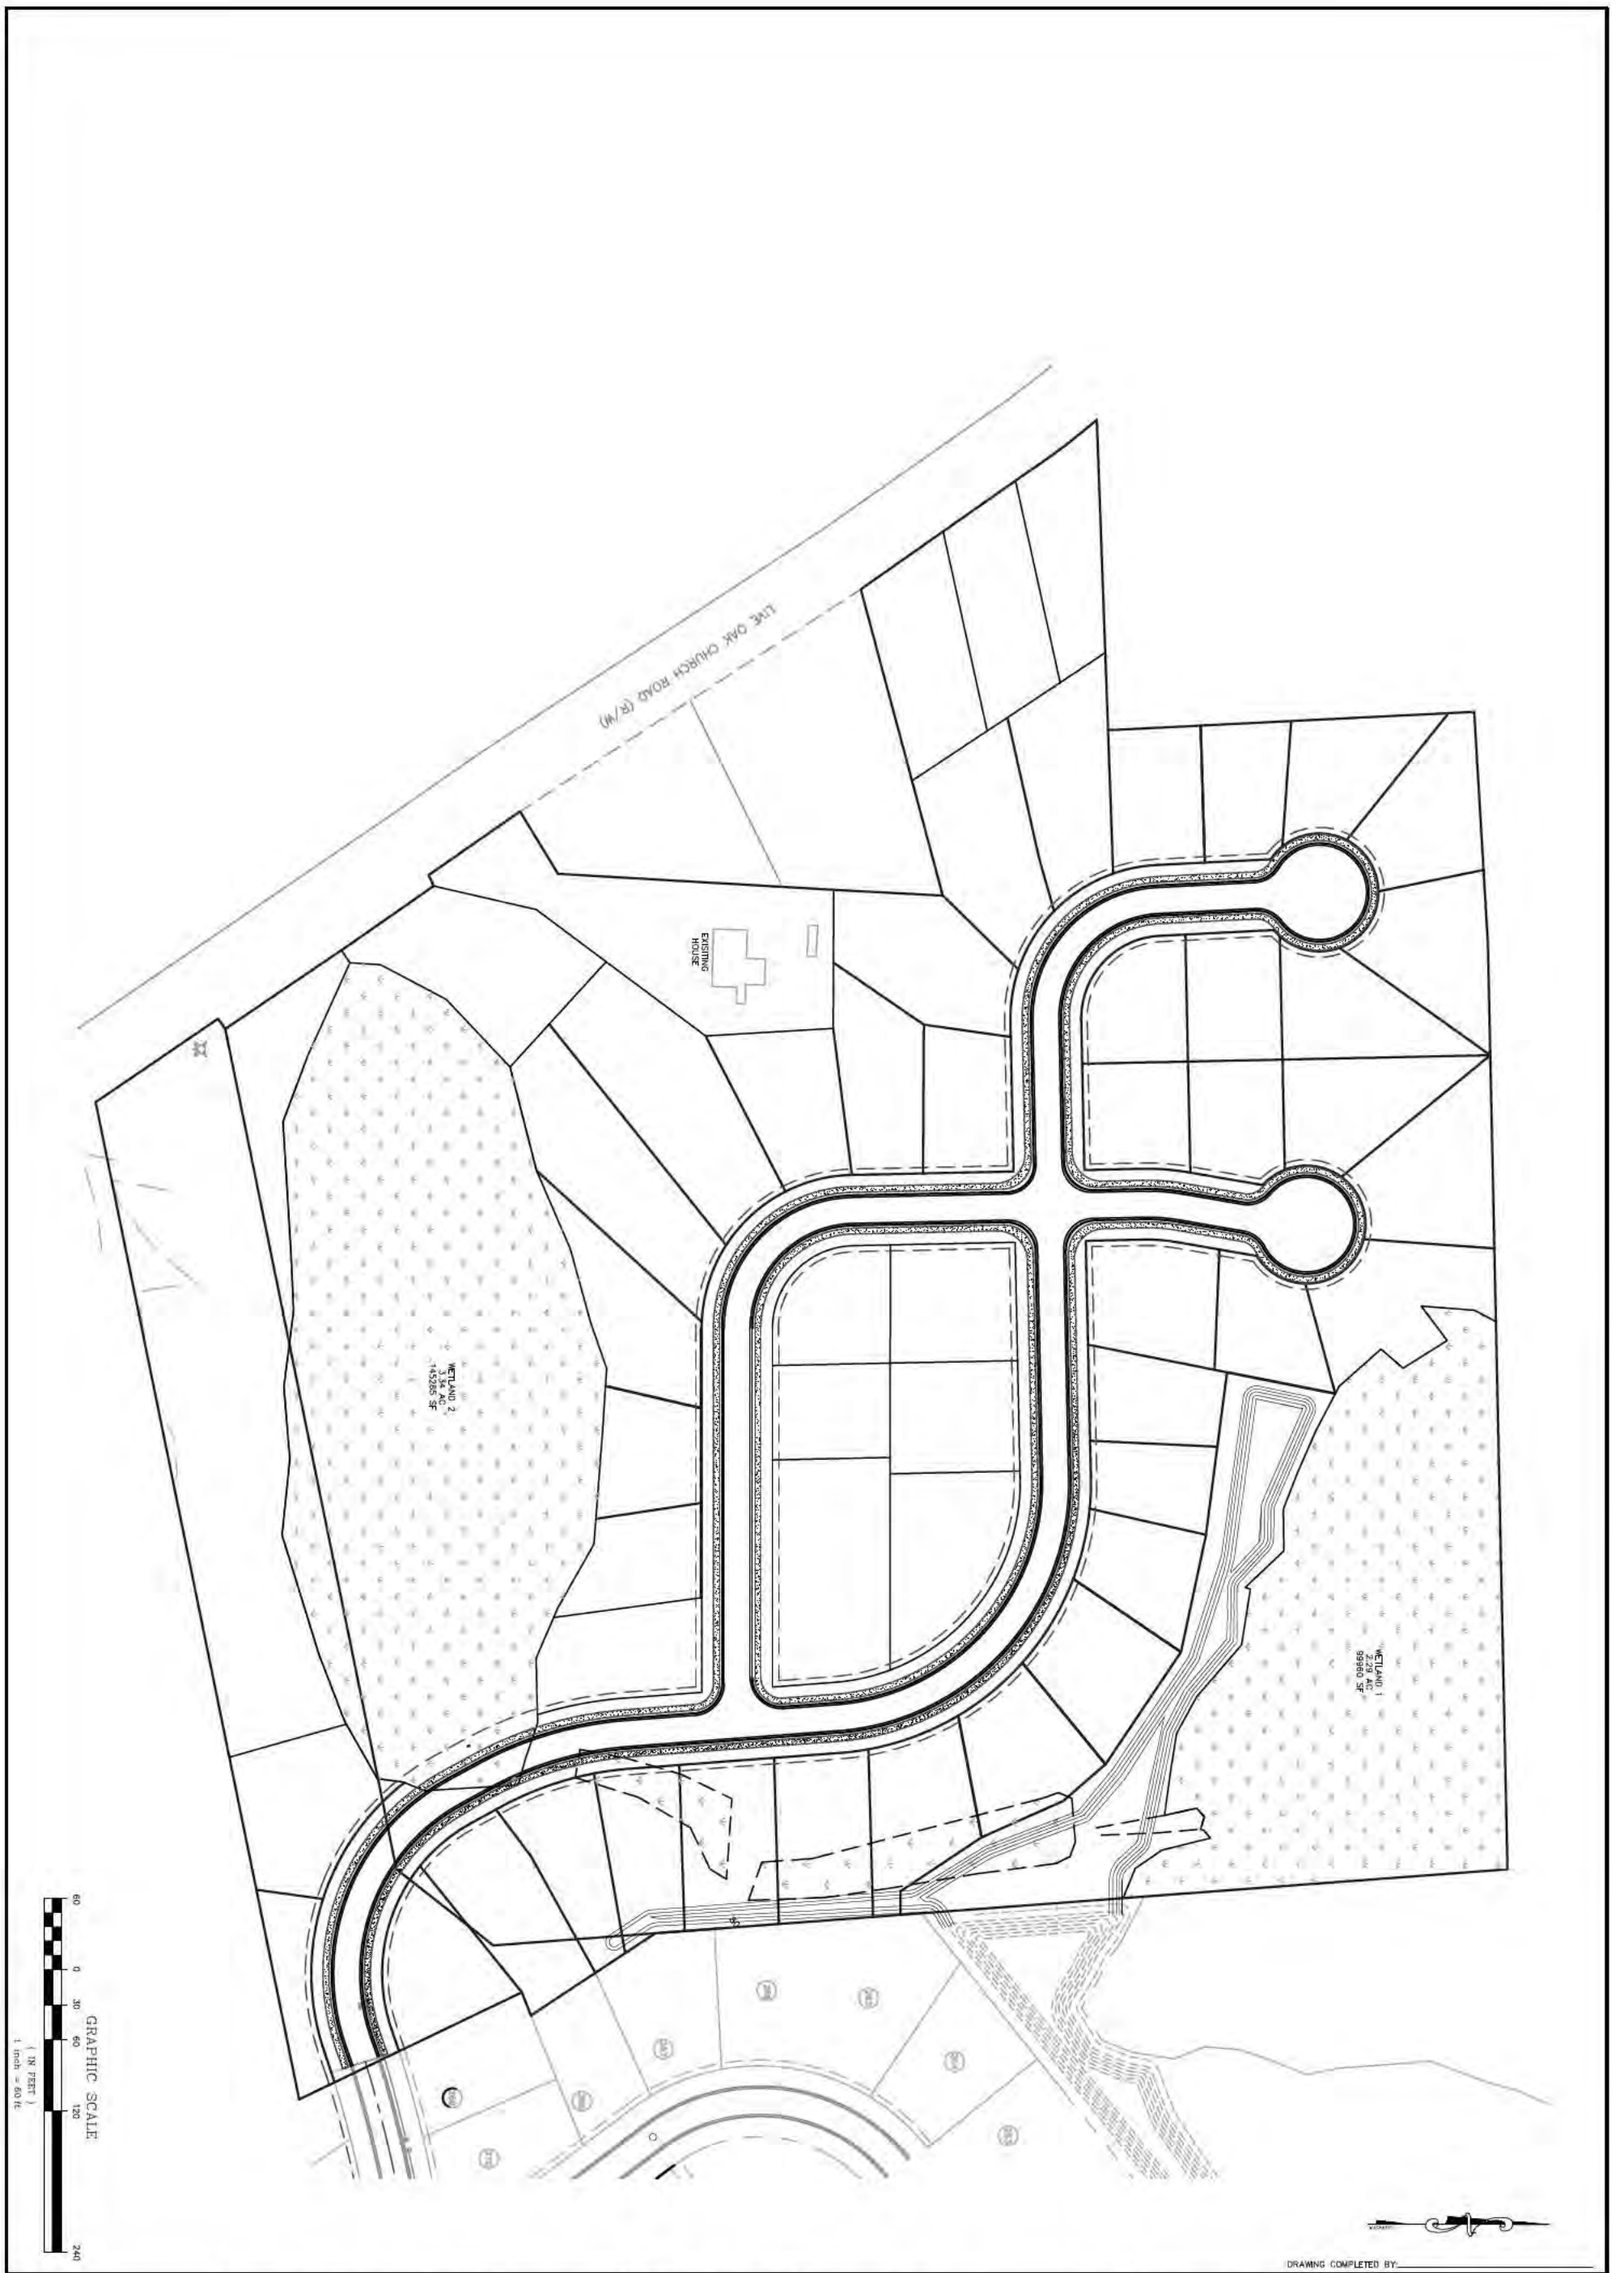 LIVE OAK CHURCH ROAD (R/W)
EXISITING
HOUSE
WETLAND 2
3.34 AC
145285 SF
WETLAND 1
2.29 AC
99960 SF
GRAPHIC SCALE
60
0
30
60
120
240
( IN FEET )
1 inch = 60 ft.
DRAWING COMPLETED BY: